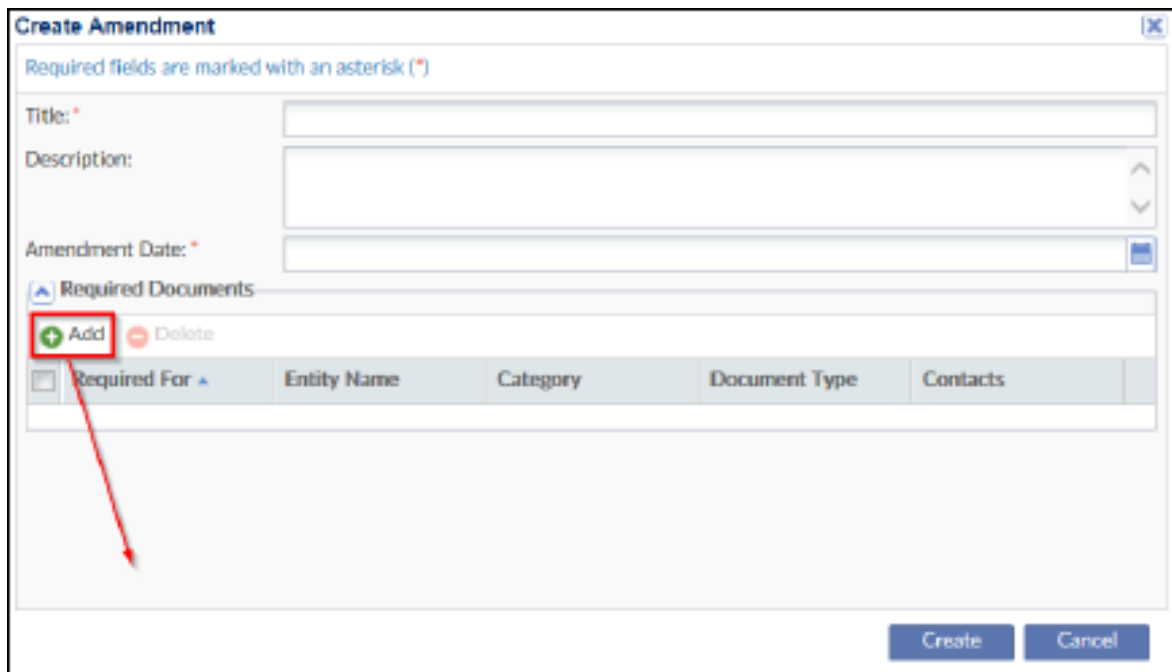 Create Amendment
Required fields are marked with an asterisk (*)
Title: *
Description:
Amendment Date: *
Required Documents
Add Delete
Required For Entity Name Category Document Type Contacts
Create Cancel